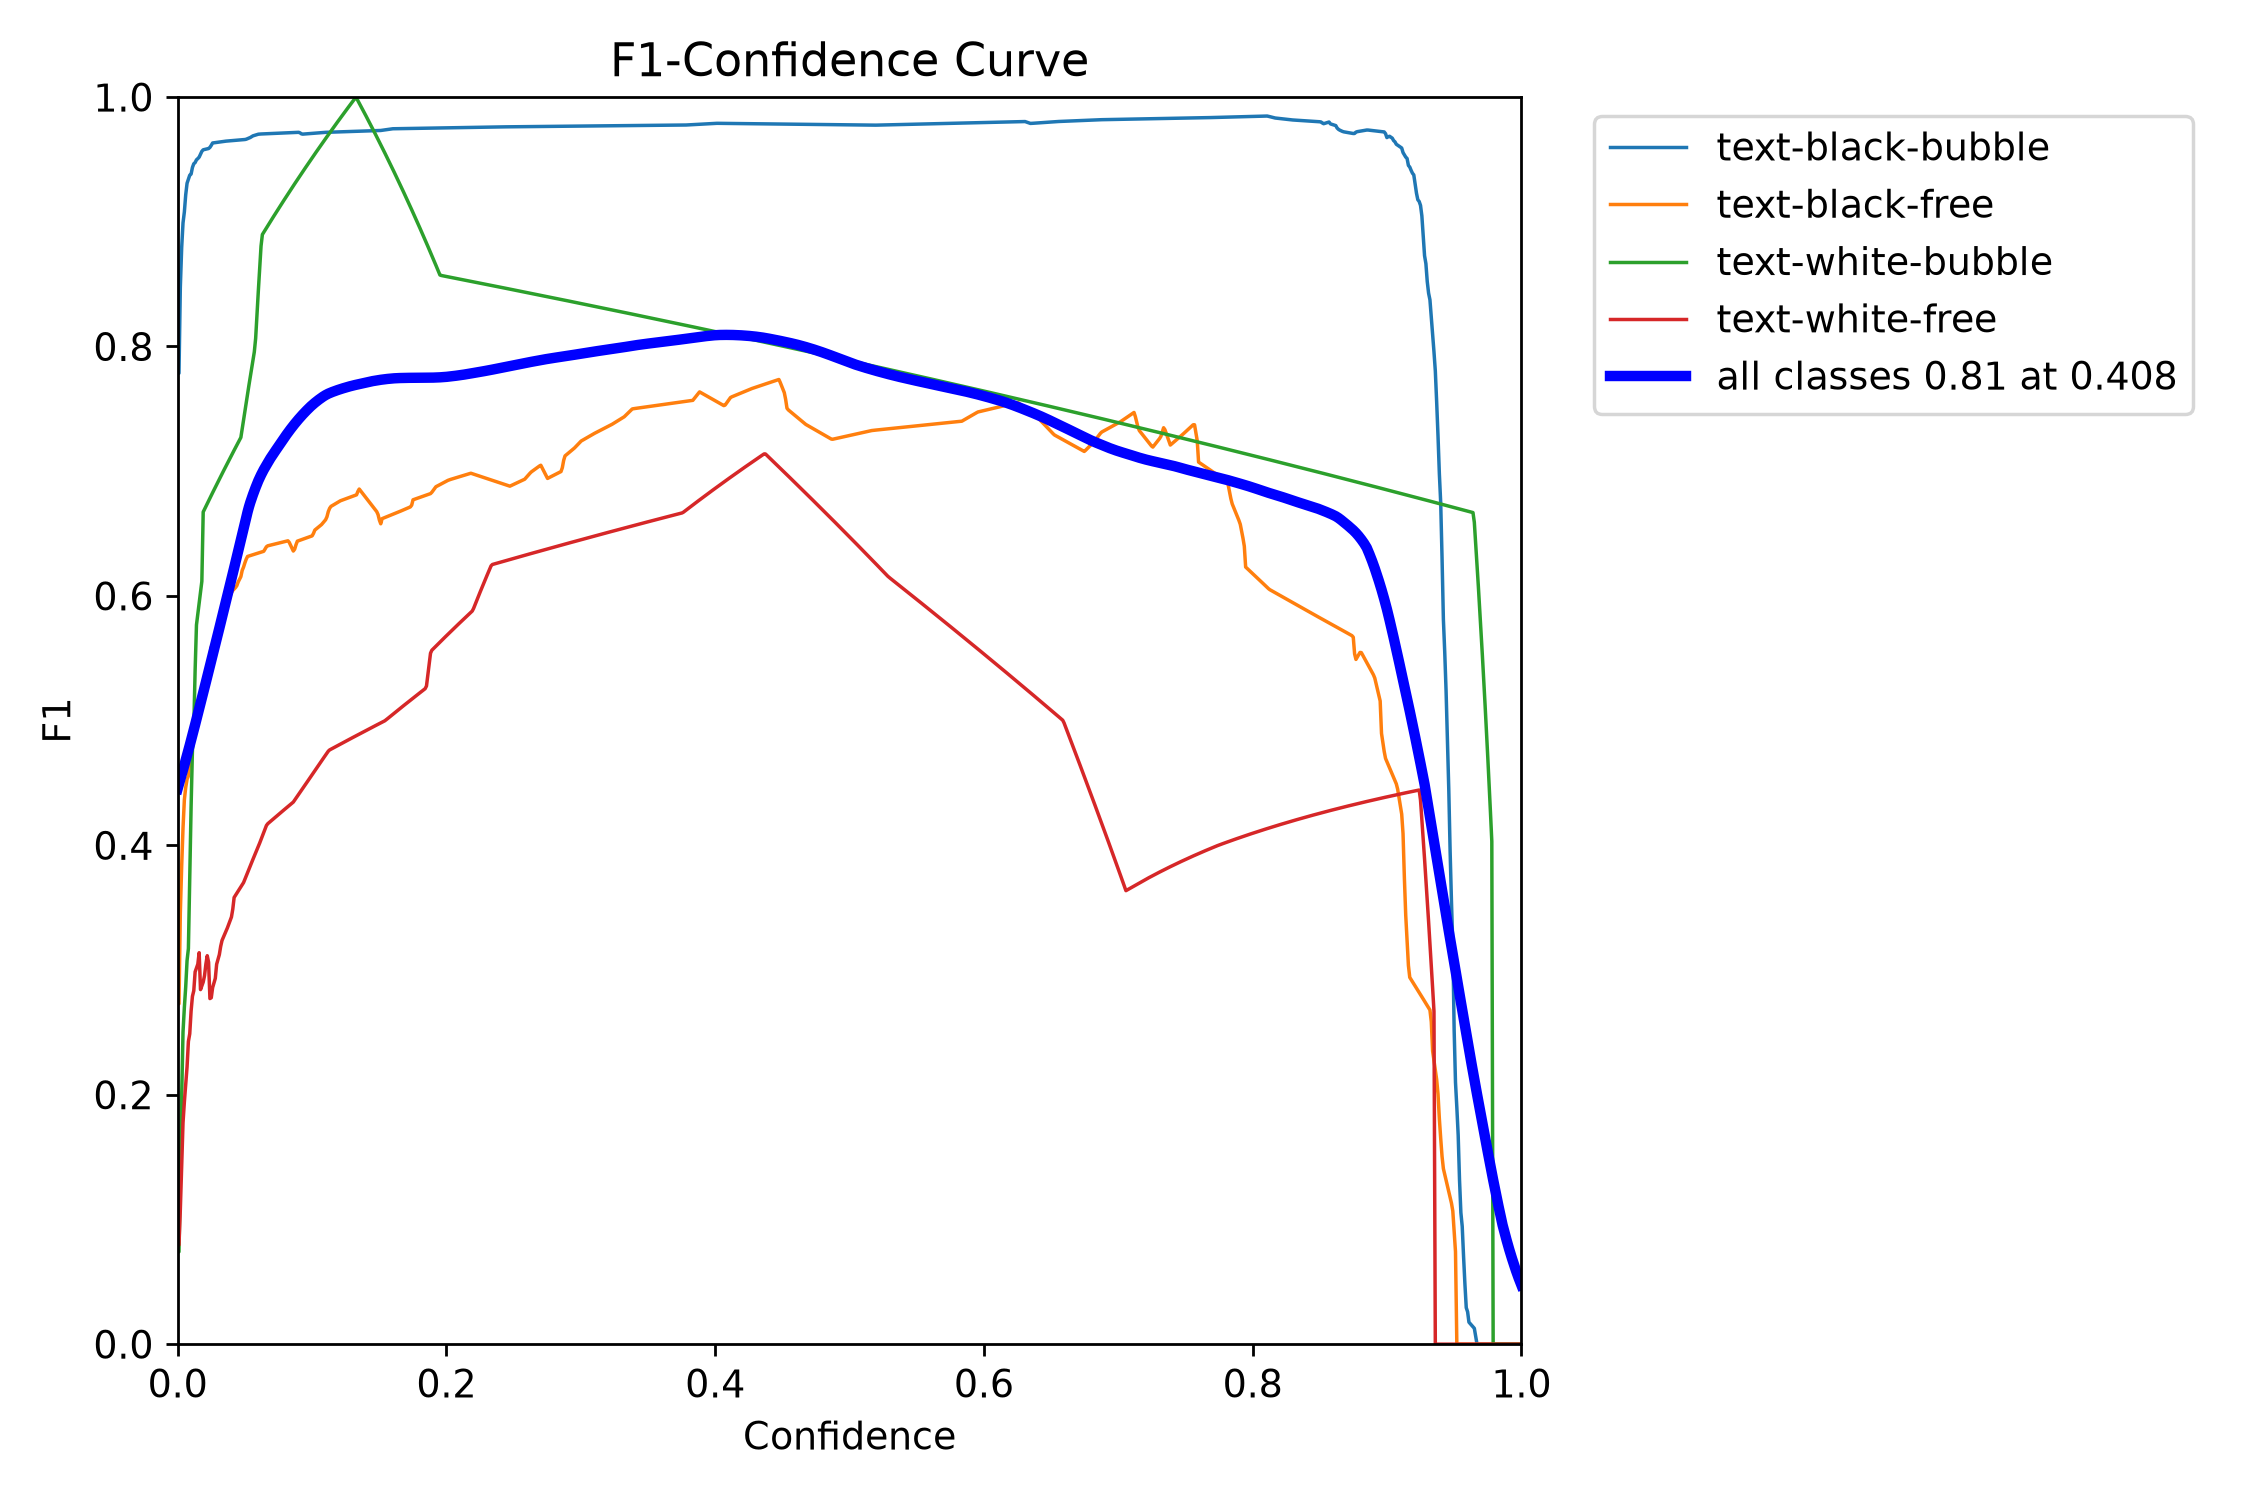 F1-Confidence Curve
1.0
0.8
0.6
0.4
0.2
0.0
F1
0.0 0.2 0.4 0.6 0.8 1.0
Confidence
text-black-bubble
text-black-free
text-white-bubble
text-white-free
all classes 0.81 at 0.408